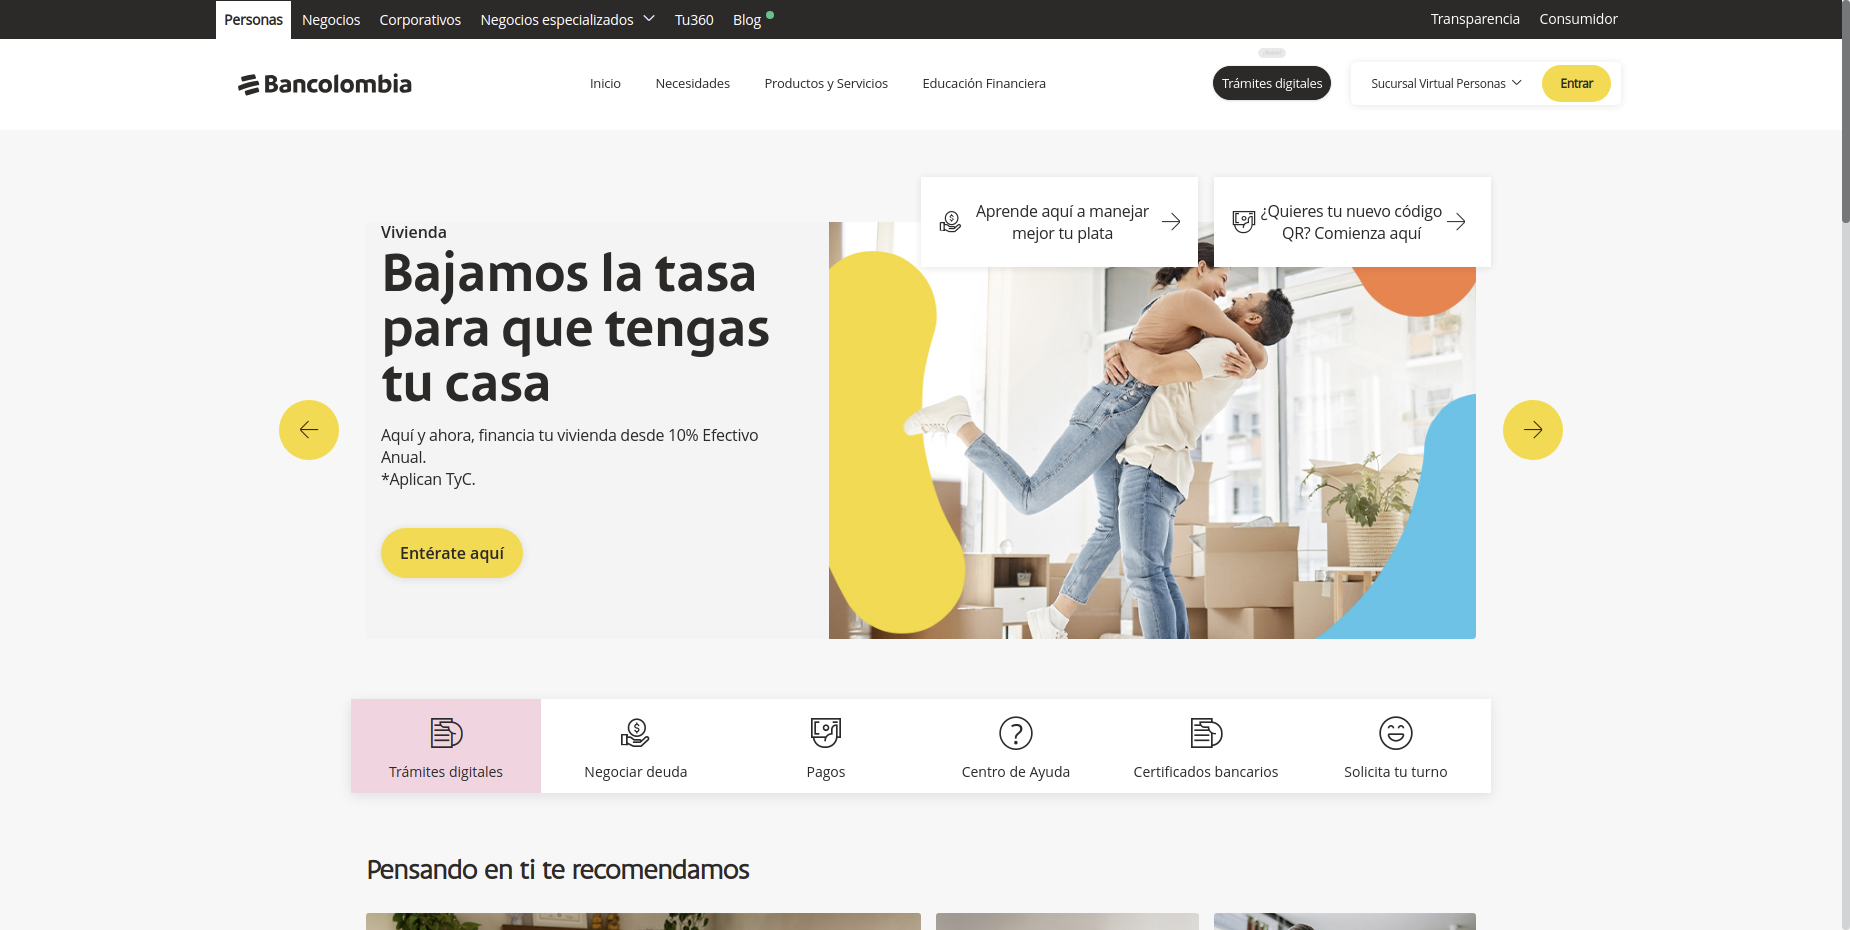 Personas Negocios Corporativos Negocios especializados Tu360 Blog Transparencia Consumidor
Bancolombia Inicio Necesidades Productos y Servicios Educación Financiera Trámites digitales Sucursal Virtual Personas Entrar
Aprende aquí a manejar
mejor tu plata
¿Quieres tu nuevo código
QR? Comienza aquí
Vivienda
Bajamos la tasa
para que tengas
tu casa
Aquí y ahora, financia tu vivienda desde 10% Efectivo
Anual.
*Aplican TyC.
Entérate aquí
Trámites digitales Negociar deuda Pagos Centro de Ayuda Certificados bancarios Solicita tu turno
Pensando en ti te recomendamos